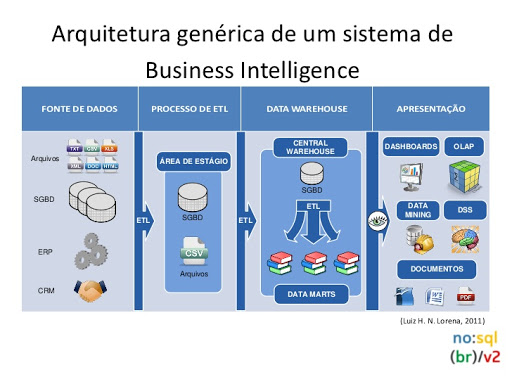 Arquitetura genérica de um sistema de
Business Intelligence
FONTE DE DADOS
PROCESSO DE ETL
DATA WAREHOUSE
APRESENTAÇÃO
Arquivos
TXT
CSV
XLS
XML
DOC
HTML
SGBD
ERP
CRM
ETL
ÁREA DE ESTÁGIO
SGBD
CSV
Arquivos
ETL
CENTRAL
WAREHOUSE
SGBD
ETL
DATA MARTS
DASHBOARDS
OLAP
DATA
MINING
DSS
DOCUMENTOS
PDF
(Luiz H. N. Lorena, 2011)
no:sql
(br)/v2